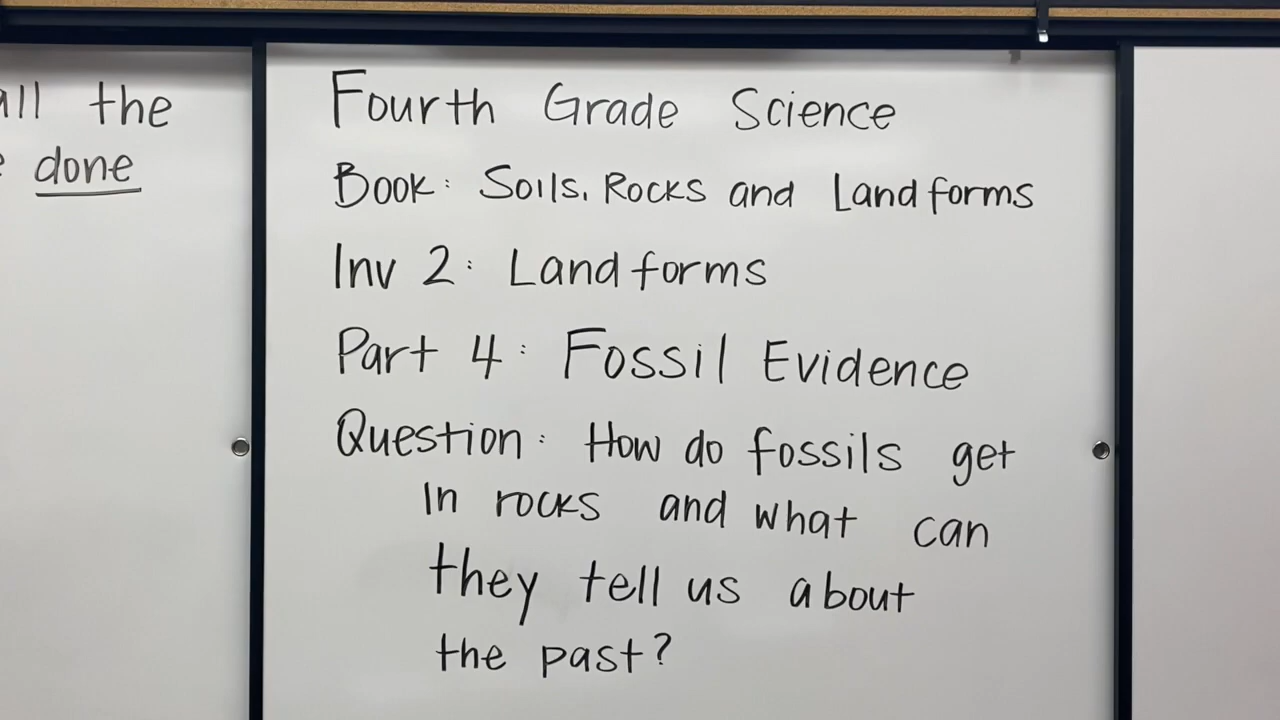 all the
done
Fourth Grade Science
Book: Soils, Rocks and Landforms
Inv 2: Landforms
Part 4: Fossil Evidence
Question: How do fossils get
in rocks and what can
they tell us about
the past?